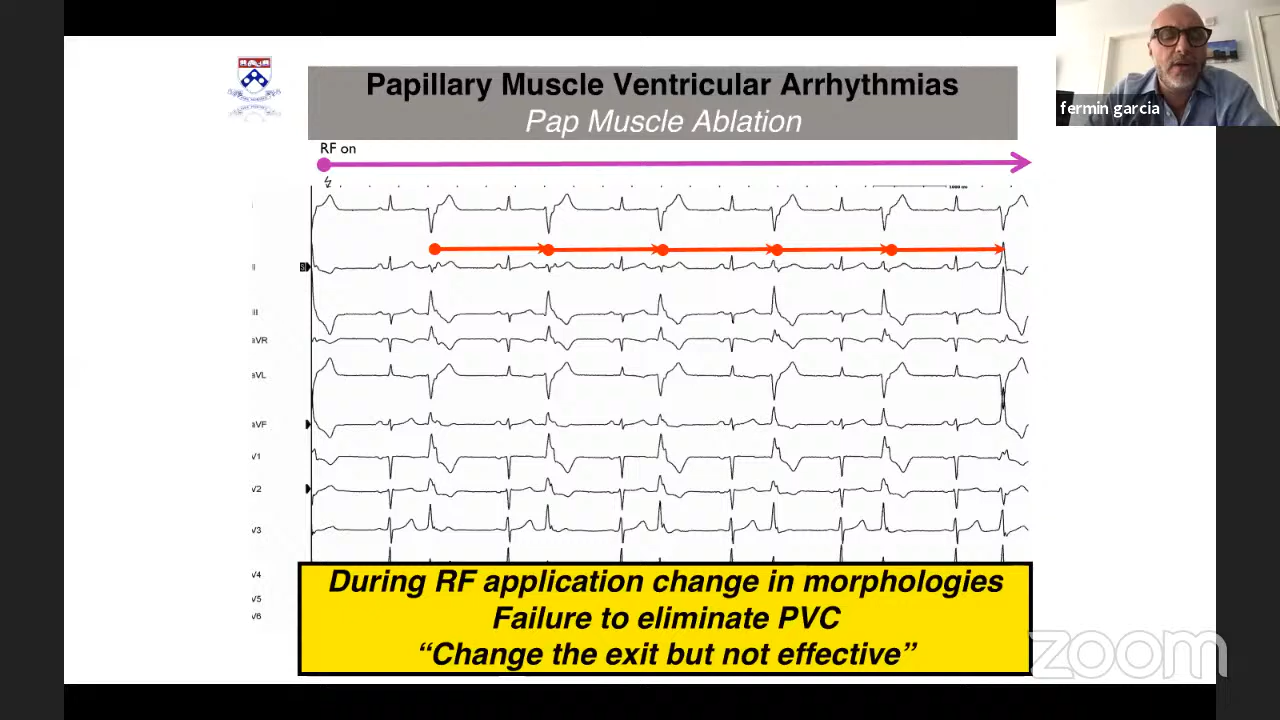 Papillary Muscle Ventricular Arrhythmias
Pap Muscle Ablation
fermin garcia
RF on
1000 ms
II
III
aVR
aVL
aVF
V1
V2
V3
V4
V5
V6
During RF application change in morphologies
Failure to eliminate PVC
“Change the exit but not effective”
zoom